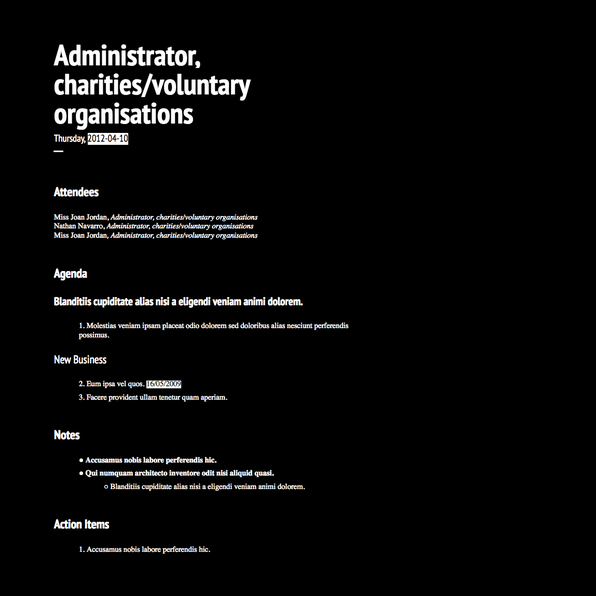 Administrator,
charities/voluntary
organisations
Thursday, 2012-04-10
Attendees
Miss Joan Jordan, Administrator, charities/voluntary organisations
Nathan Navarro, Administrator, charities/voluntary organisations
Miss Joan Jordan, Administrator, charities/voluntary organisations
Agenda
Blanditiis cupiditate alias nisi a eligendi veniam animi dolorem.
1. Molestias veniam ipsam placeat odio dolorem sed doloribus alias nesciunt perferendis
possimus.
New Business
2. Eum ipsa vel quos. 16/05/2009
3. Facere provident ullam tenetur quam aperiam.
Notes
● Accusamus nobis labore perferendis hic.
● Qui numquam architecto inventore odit nisi aliquid quasi.
○ Blanditiis cupiditate alias nisi a eligendi veniam animi dolorem.
Action Items
1. Accusamus nobis labore perferendis hic.